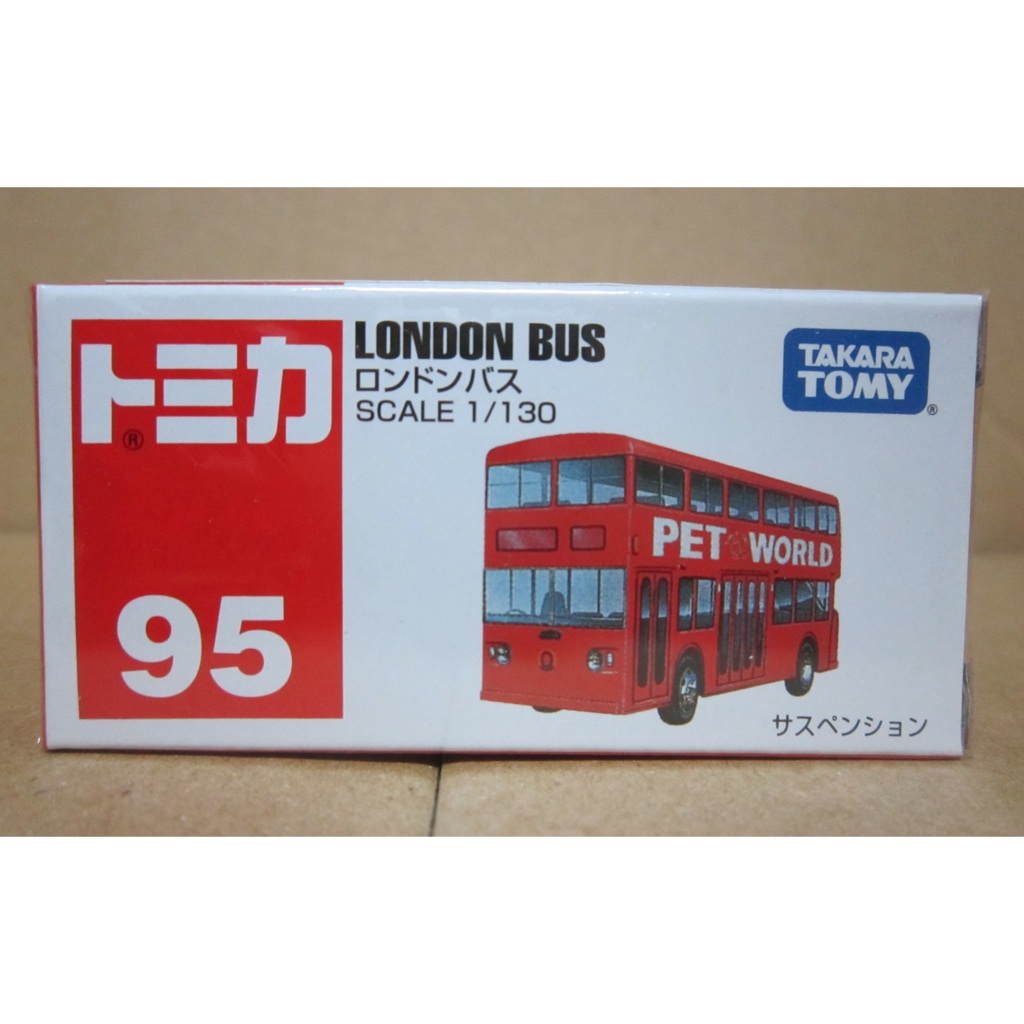 トミカ®
LONDON BUS
ロンドンバス
SCALE 1/130
TAKARA
TOMY®
PET WORLD
95
サスペンション